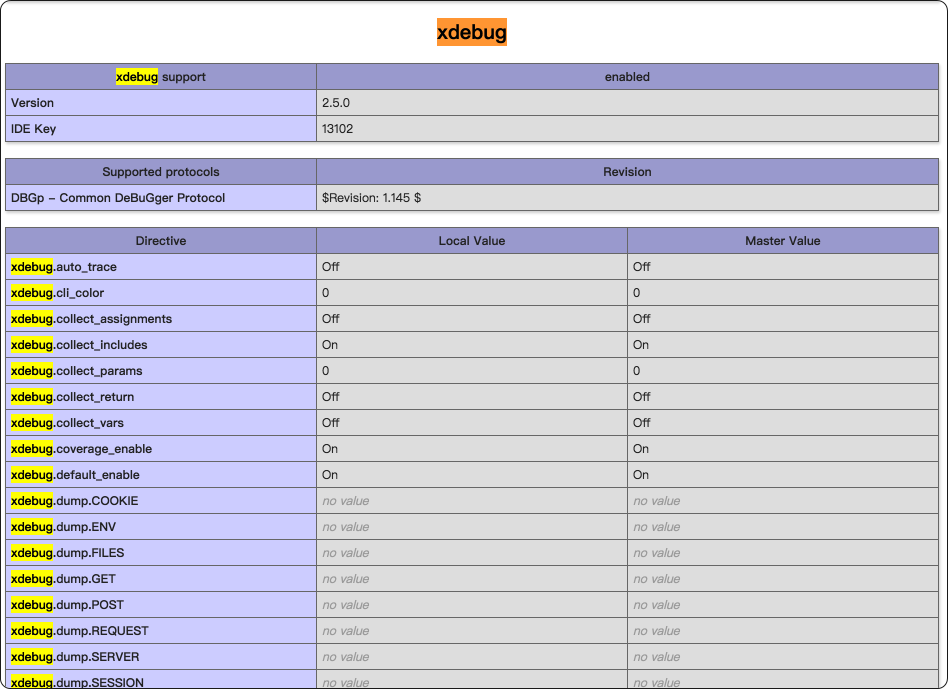 xdebug
xdebug support enabled
Version 2.5.0
IDE Key 13102
Supported protocols Revision
DBGp – Common DeBuGger Protocol $Revision: 1.145 $
Directive Local Value Master Value
xdebug.auto_trace Off Off
xdebug.cli_color 0 0
xdebug.collect_assignments Off Off
xdebug.collect_includes On On
xdebug.collect_params 0 0
xdebug.collect_return Off Off
xdebug.collect_vars Off Off
xdebug.coverage_enable On On
xdebug.default_enable On On
xdebug.dump.COOKIE no value no value
xdebug.dump.ENV no value no value
xdebug.dump.FILES no value no value
xdebug.dump.GET no value no value
xdebug.dump.POST no value no value
xdebug.dump.REQUEST no value no value
xdebug.dump.SERVER no value no value
xdebug.dump.SESSION no value no value